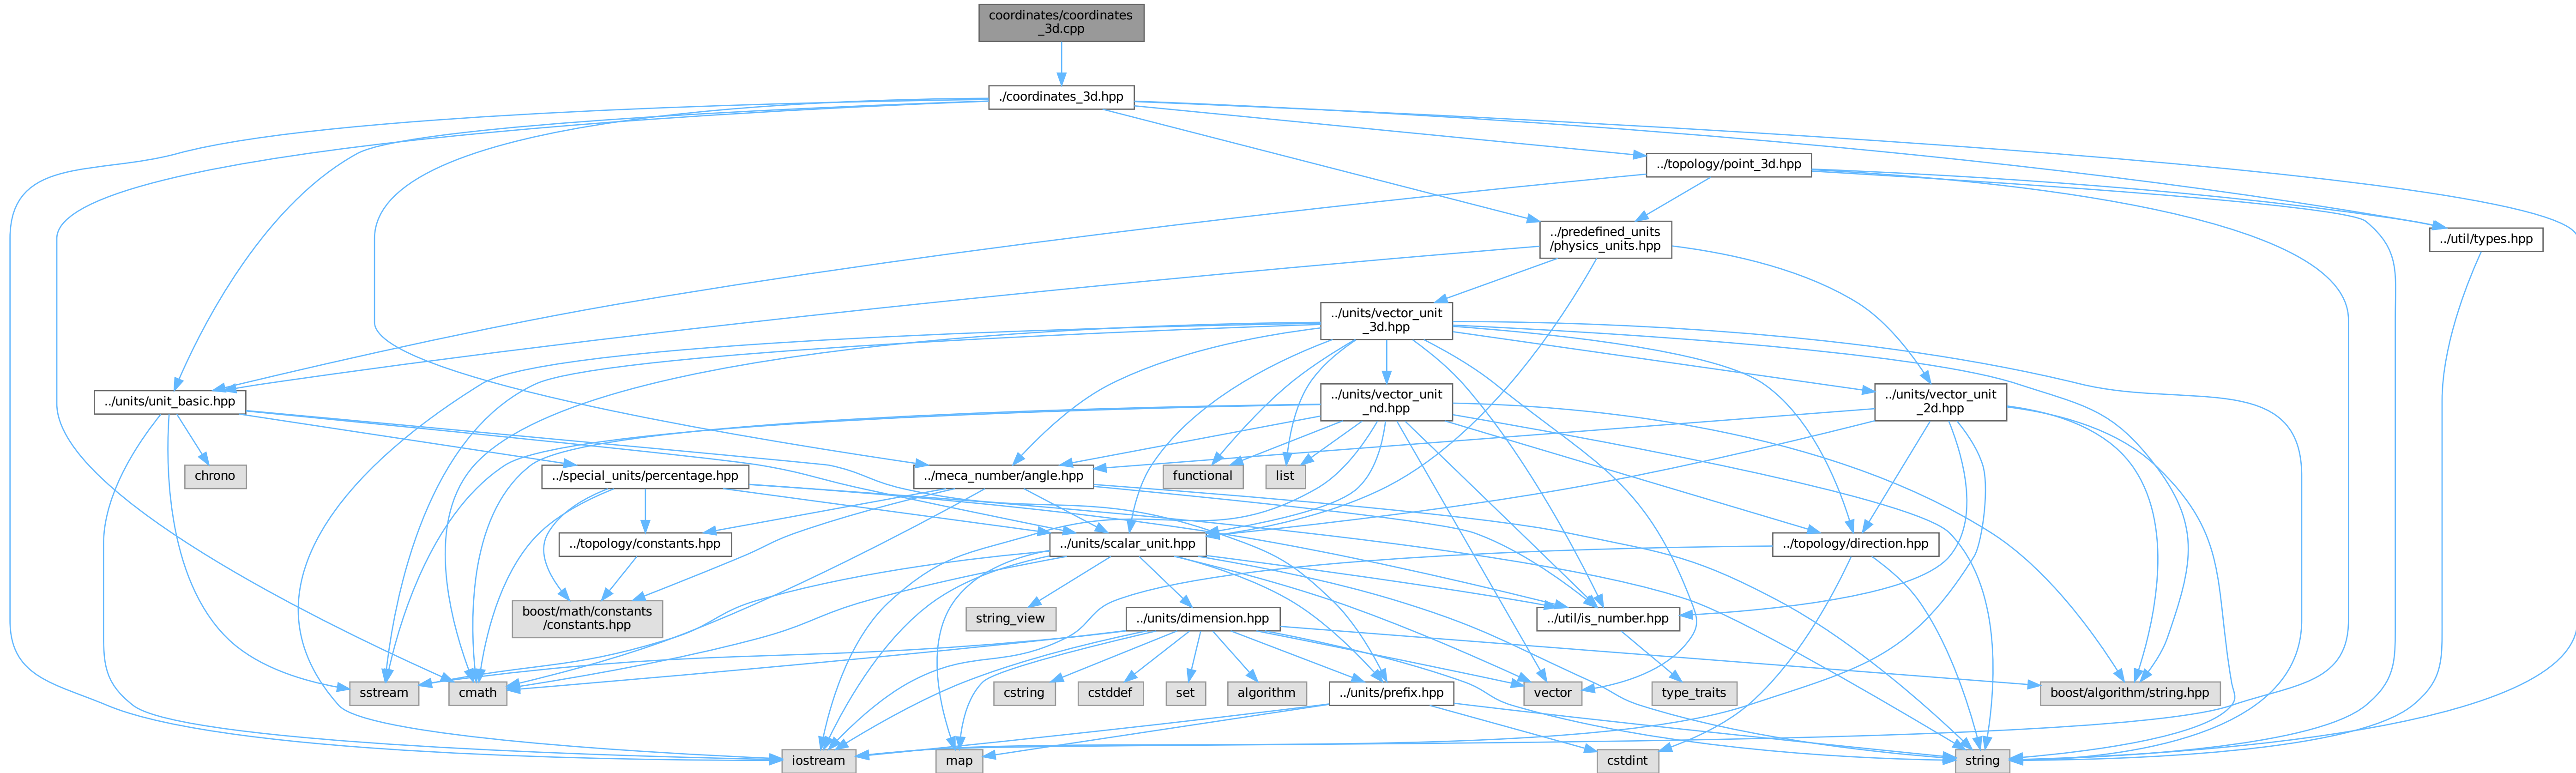 coordinates/coordinates
_3d.cpp
./coordinates_3d.hpp
../topology/point_3d.hpp
../predefined_units
/physics_units.hpp
../util/types.hpp
../units/vector_unit
_3d.hpp
../units/unit_basic.hpp
../units/vector_unit
_nd.hpp
../units/vector_unit
_2d.hpp
chrono
../special_units/percentage.hpp
../meca_number/angle.hpp
functional
list
../topology/constants.hpp
../units/scalar_unit.hpp
../topology/direction.hpp
boost/math/constants
/constants.hpp
string_view
../units/dimension.hpp
../util/is_number.hpp
sstream
cmath
cstring
cstddef
set
algorithm
../units/prefix.hpp
vector
type_traits
boost/algorithm/string.hpp
iostream
map
cstdint
string